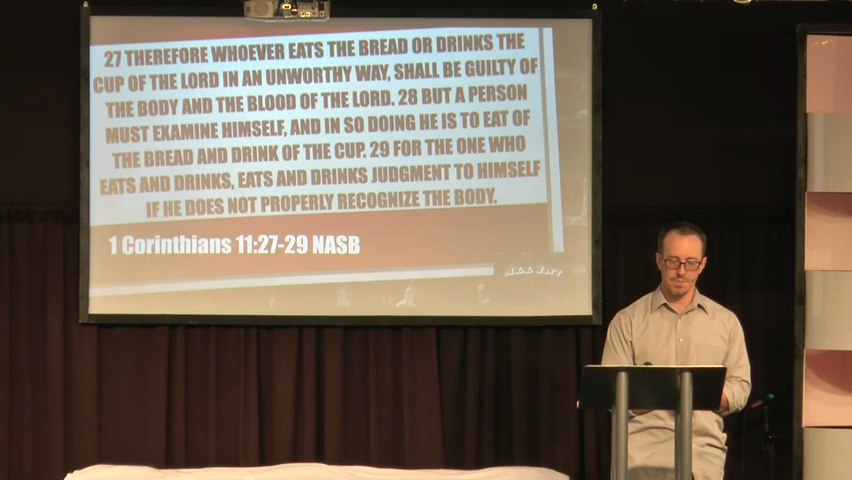 27 THEREFORE WHOEVER EATS THE BREAD OR DRINKS THE
CUP OF THE LORD IN AN UNWORTHY WAY, SHALL BE GUILTY OF
THE BODY AND THE BLOOD OF THE LORD. 28 BUT A PERSON
MUST EXAMINE HIMSELF, AND IN SO DOING HE IS TO EAT OF
THE BREAD AND DRINK OF THE CUP. 29 FOR THE ONE WHO
EATS AND DRINKS, EATS AND DRINKS JUDGMENT TO HIMSELF
IF HE DOES NOT PROPERLY RECOGNIZE THE BODY.
1 Corinthians 11:27-29 NASB